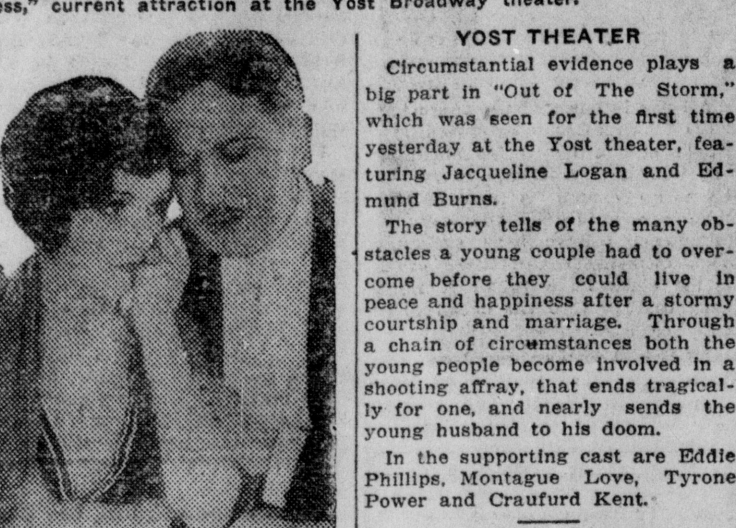 ess," current attraction at the Yost Broadway theater.
YOST THEATER
Circumstantial evidence plays a
big part in "Out of The Storm,"
which was seen for the first time
yesterday at the Yost theater, fea-
turing Jacqueline Logan and Ed-
mund Burns.
The story tells of the many ob-
stacles a young couple had to over-
come before they could live in
peace and happiness after a stormy
courtship and marriage. Through
a chain of circumstances both the
young people become involved in a
shooting affray, that ends tragical-
ly for one, and nearly sends the
young husband to his doom.
In the supporting cast are Eddie
Phillips, Montague Love, Tyrone
Power and Craufurd Kent.